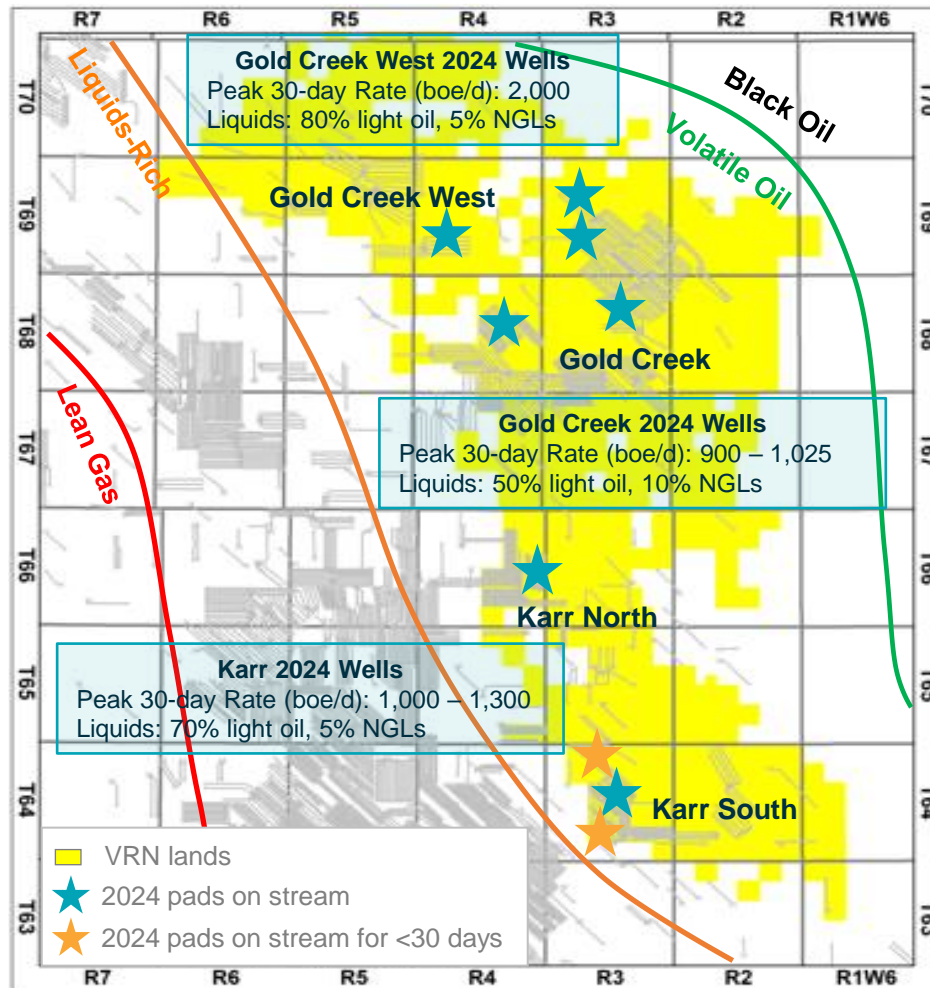 R7 R6 R5 R4 R3 R2 R1W6
Gold Creek West 2024 Wells
Peak 30-day Rate (boe/d): 2,000
Liquids: 80% light oil, 5% NGLs
Liquids-Rich
Black Oil
Volatile Oil
T70
T70
Gold Creek West
T69
T69
T68
T68
Gold Creek
Lean Gas
Gold Creek 2024 Wells
Peak 30-day Rate (boe/d): 900 – 1,025
Liquids: 50% light oil, 10% NGLs
T67
T67
T66
T66
Karr North
Karr 2024 Wells
Peak 30-day Rate (boe/d): 1,000 – 1,300
Liquids: 70% light oil, 5% NGLs
T65
T65
Karr South
T64
T64
VRN lands
2024 pads on stream
2024 pads on stream for <30 days
T63
T63
R7 R6 R5 R4 R3 R2 R1W6